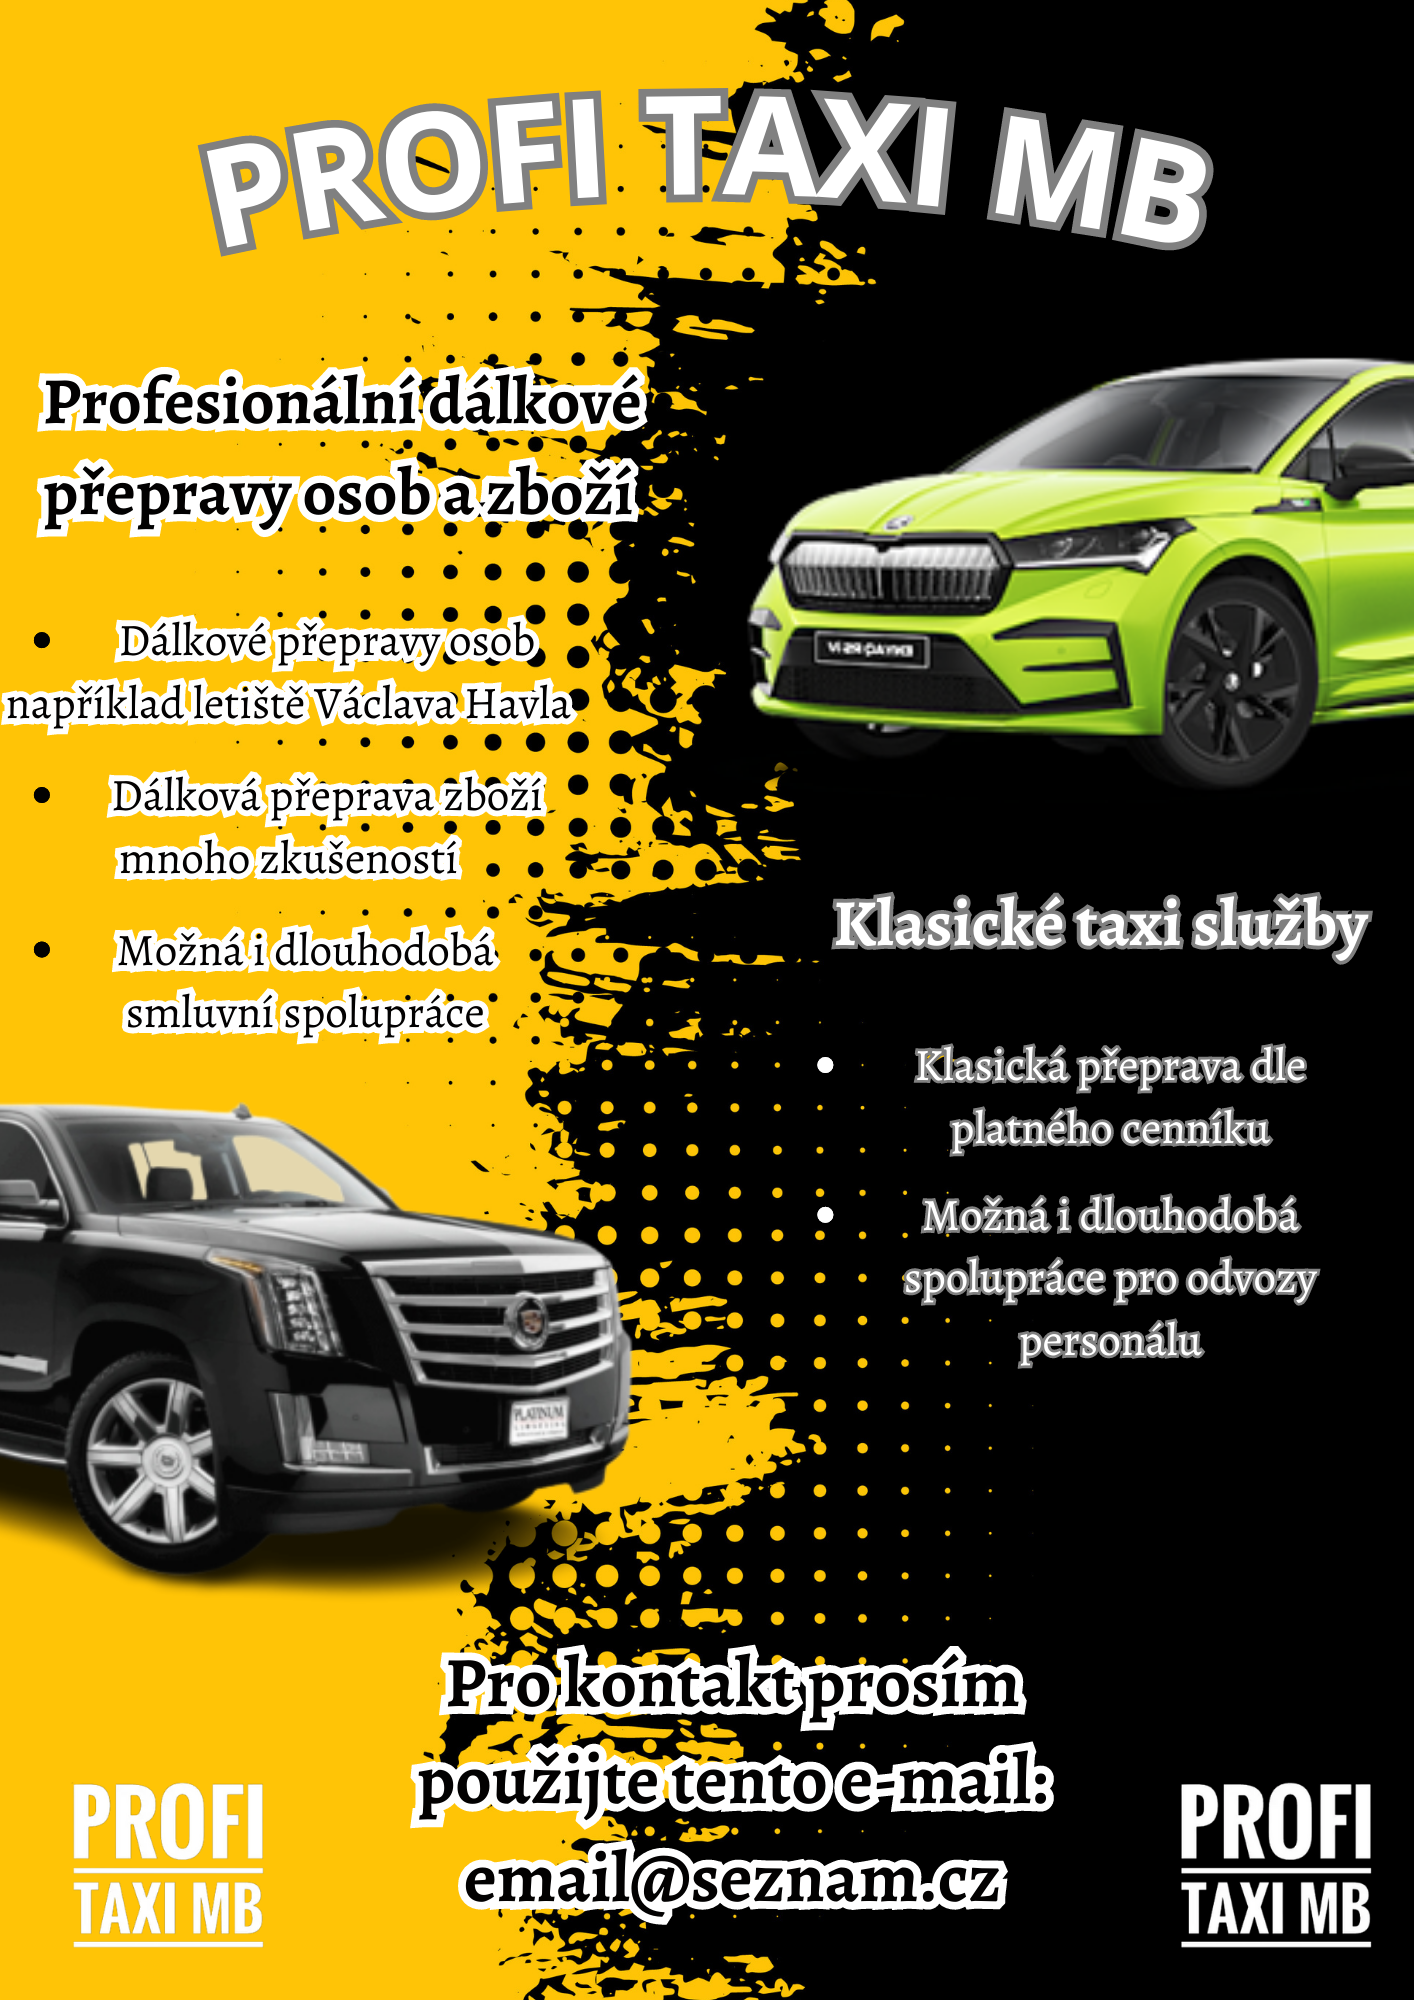 PROFI TAXI MB
Profesionální dálkové
přepravy osob a zboží
Dálkové přepravy osob
například letiště Václava Havla
Dálková přeprava zboží
mnoho zkušeností
Možná i dlouhodobá
smluvní spolupráce
Klasické taxi služby
Klasická přeprava dle
platného cenníku
Možná i dlouhodobá
spolupráce pro odvozy
personálu
PLATINUM
Pro kontakt prosím
použijte tento e-mail:
email@seznam.cz
PROFI
TAXI MB
PROFI
TAXI MB